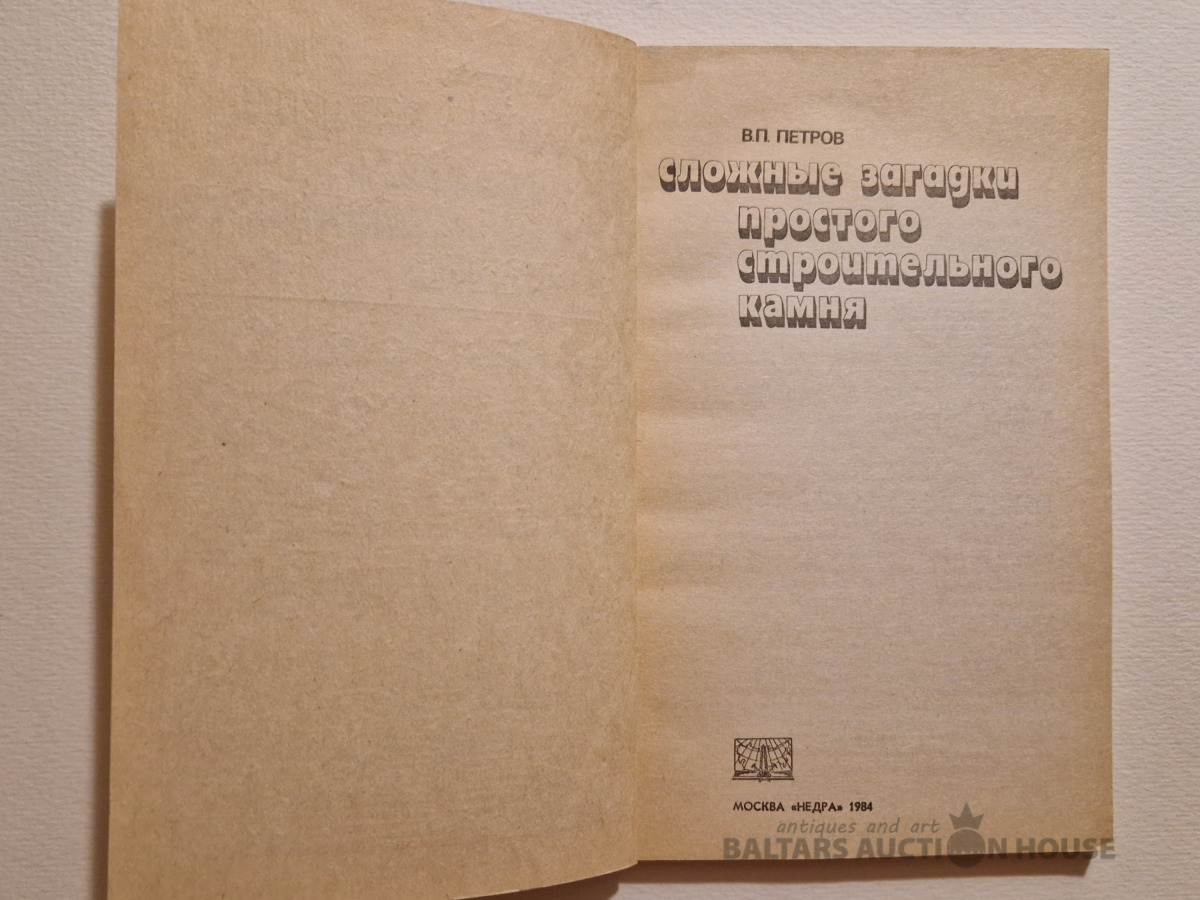 В.П. ПЕТРОВ
сложные загадки
простого
строительного
камня
МОСКВА «НЕДРА» 1984
antiques and art
BALTARS AUCTION HOUSE